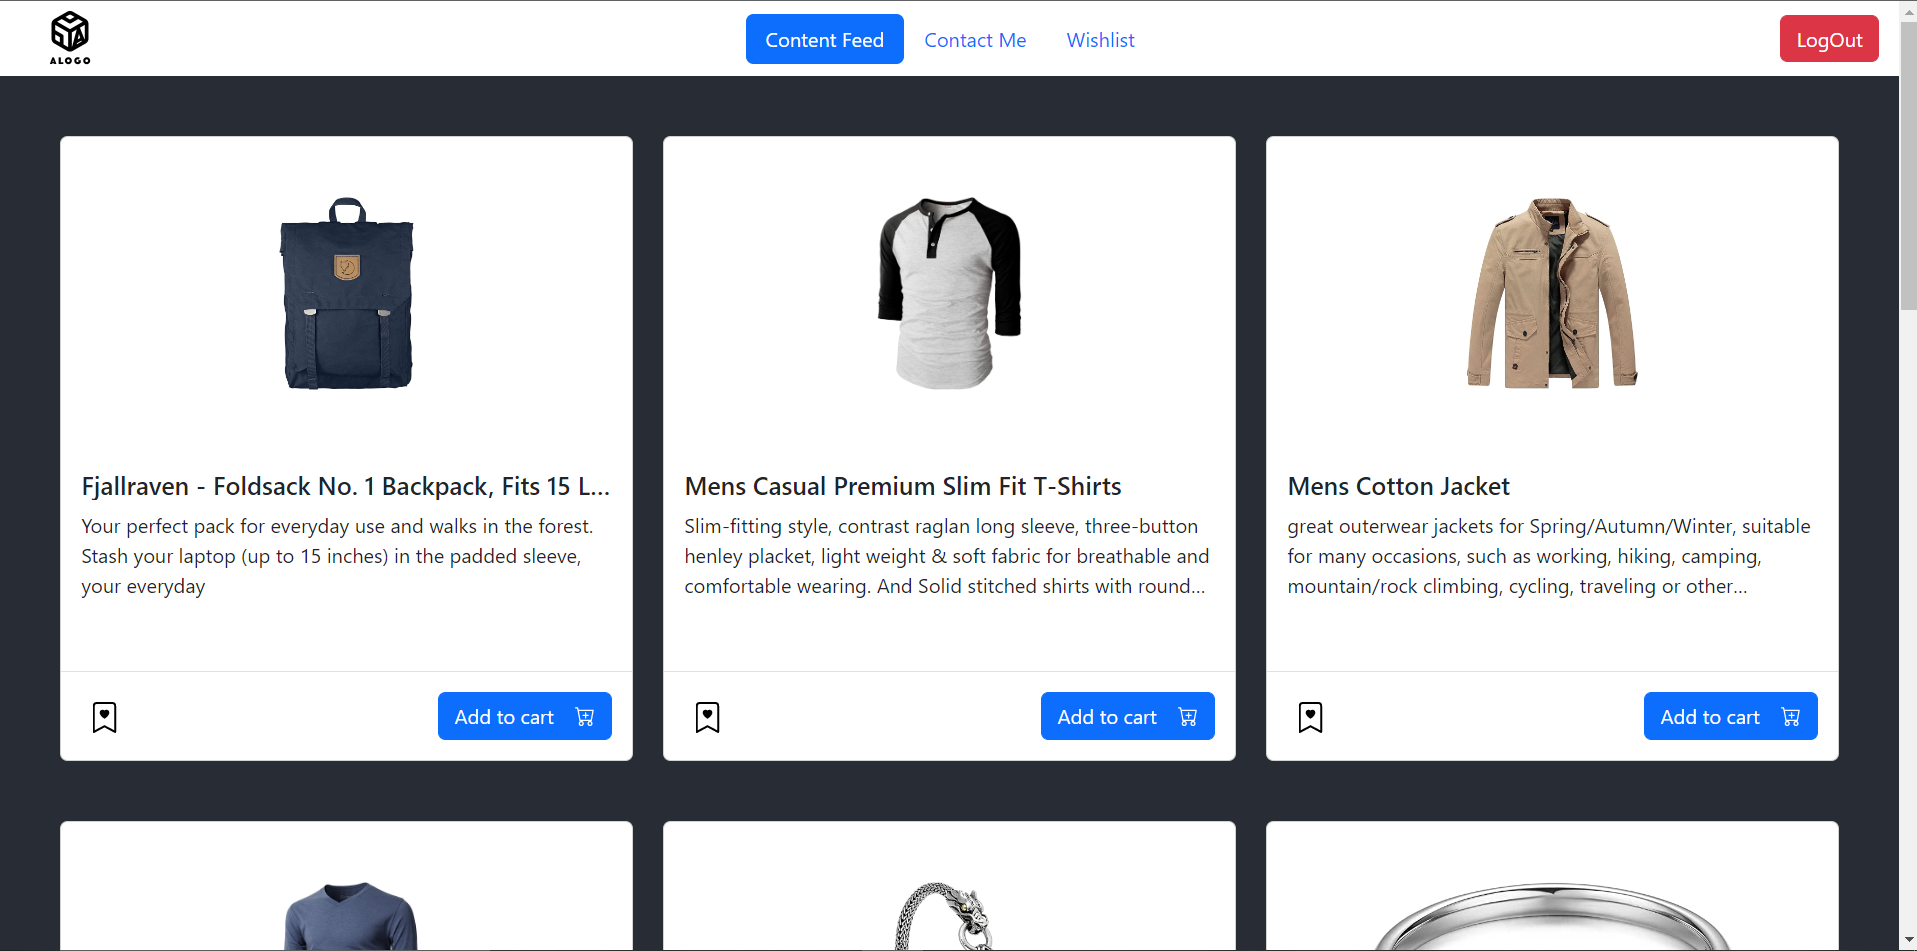 ALOGO
Content Feed
Contact Me
Wishlist
LogOut
Fjallraven - Foldsack No. 1 Backpack, Fits 15 L...
Your perfect pack for everyday use and walks in the forest.
Stash your laptop (up to 15 inches) in the padded sleeve,
your everyday
Add to cart
Mens Casual Premium Slim Fit T-Shirts
Slim-fitting style, contrast raglan long sleeve, three-button
henley placket, light weight & soft fabric for breathable and
comfortable wearing. And Solid stitched shirts with round...
Add to cart
Mens Cotton Jacket
great outerwear jackets for Spring/Autumn/Winter, suitable
for many occasions, such as working, hiking, camping,
mountain/rock climbing, cycling, traveling or other...
Add to cart